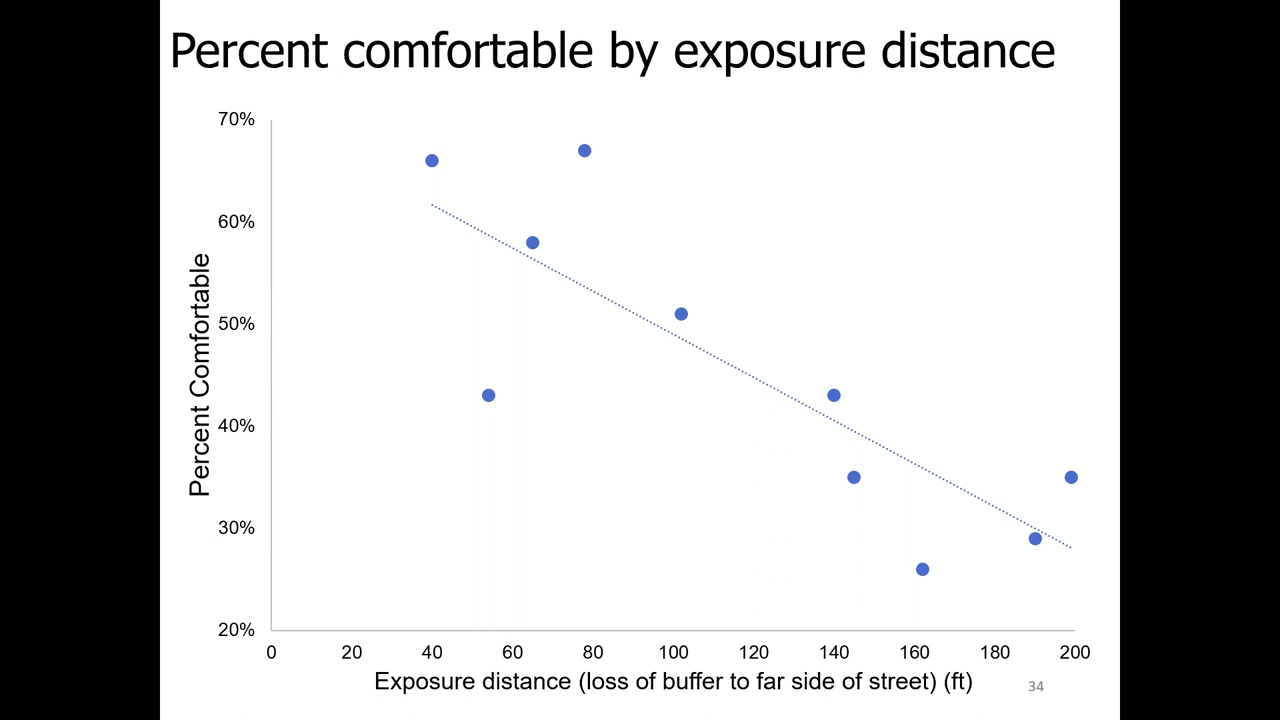 Percent comfortable by exposure distance
70%
60%
50%
40%
30%
20%
Percent Comfortable
0 20 40 60 80 100 120 140 160 180 200
Exposure distance (loss of buffer to far side of street) (ft)
34